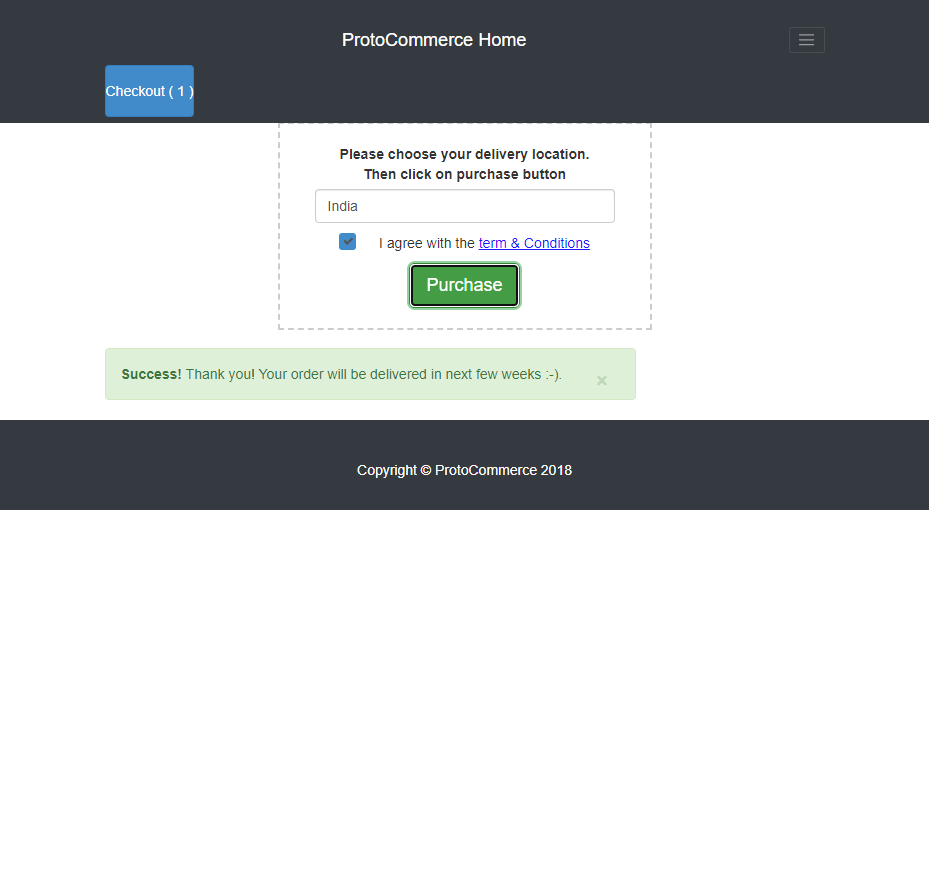 ProtoCommerce Home
Checkout ( 1 )
Please choose your delivery location.
Then click on purchase button
India
I agree with the term & Conditions
Purchase
Success! Thank you! Your order will be delivered in next few weeks :-).
×
Copyright © ProtoCommerce 2018